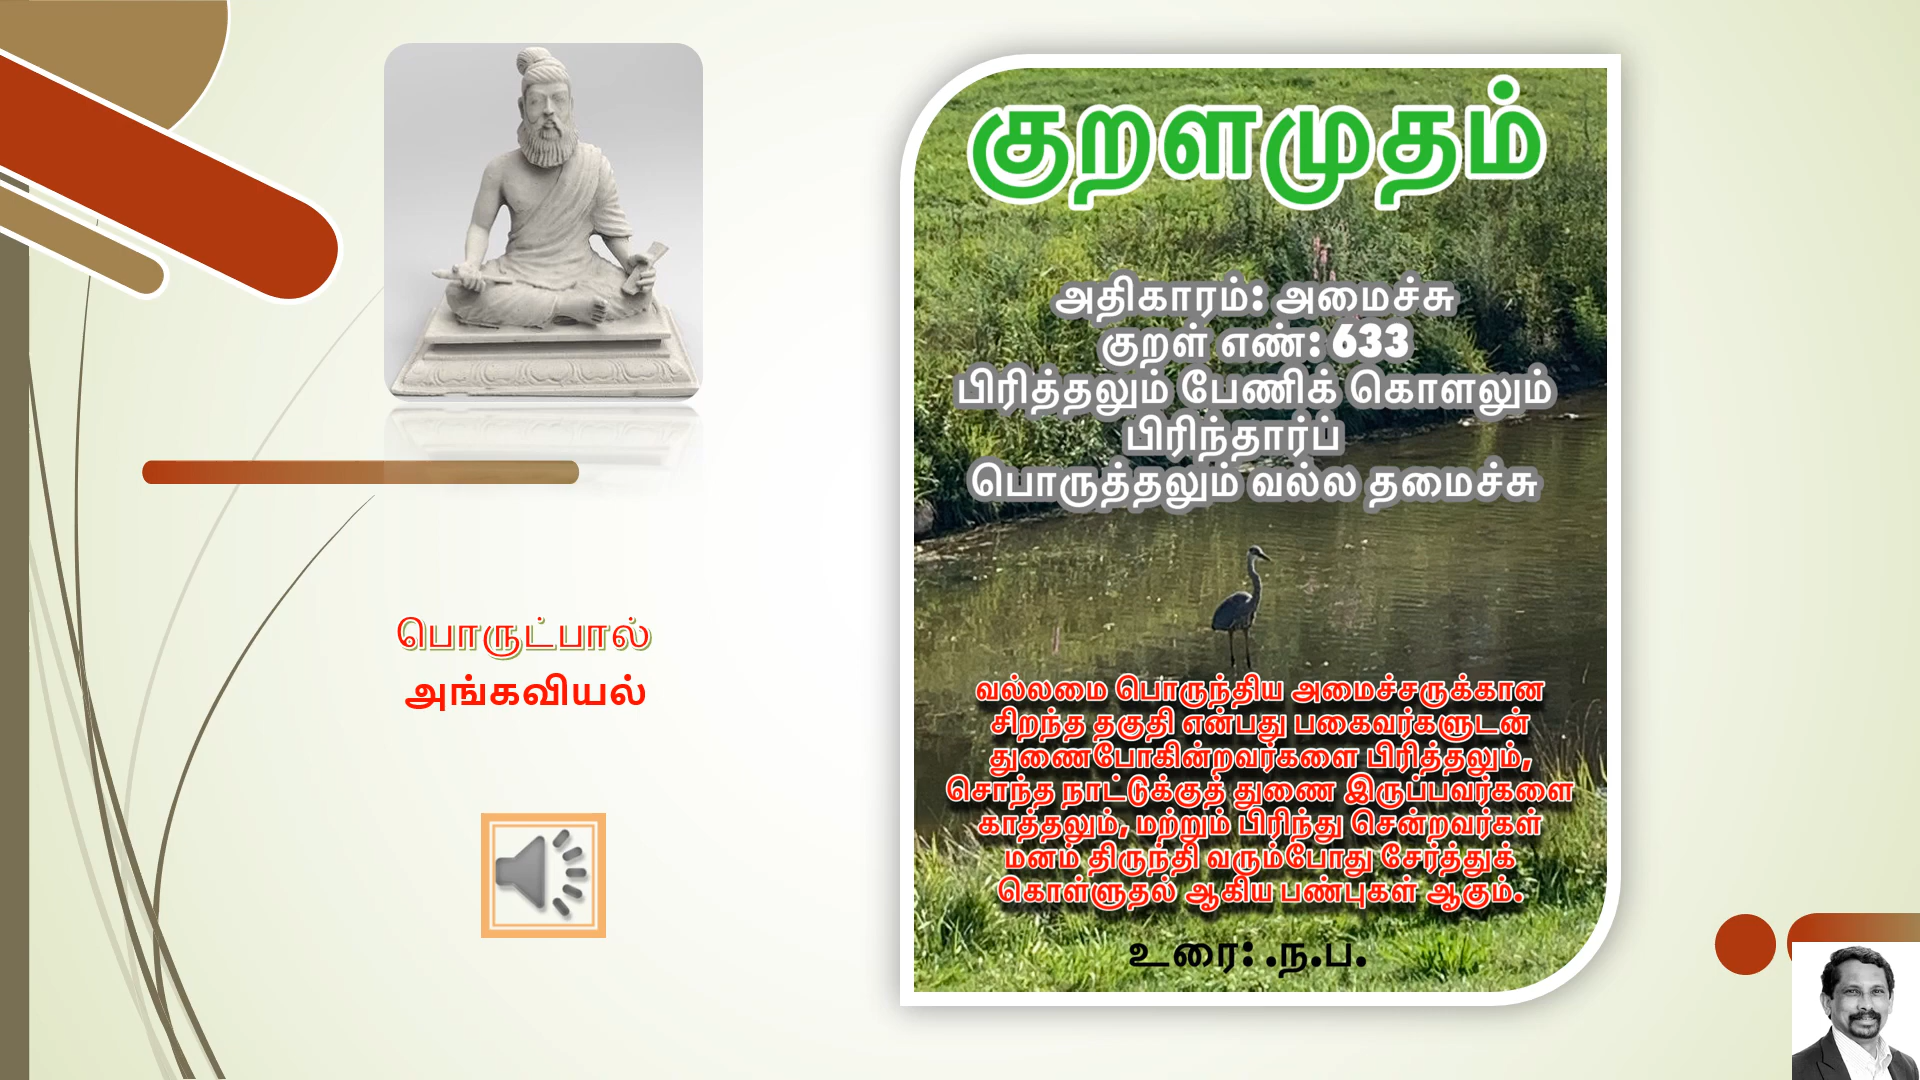 குறளமுதம்
அதிகாரம்: அமைச்சு
குறள் எண்: 633
பிரித்தலும் பேணிக் கொளலும்
பிரிந்தார்ப்
பொருத்தலும் வல்ல தமைச்சு
வல்லமை பொருந்திய அமைச்சருக்கான
சிறந்த தகுதி என்பது பகைவர்களுடன்
துணைபோகின்றவர்களை பிரித்தலும்,
சொந்த நாட்டுக்குத் துணை இருப்பவர்களை
காத்தலும், மற்றும் பிரிந்து சென்றவர்கள்
மனம் திருந்தி வரும்போது சேர்த்துக்
கொள்ளுதல் ஆகிய பண்புகள் ஆகும்.
உரை: .ந.ப.
பொருட்பால்
அங்கவியல்